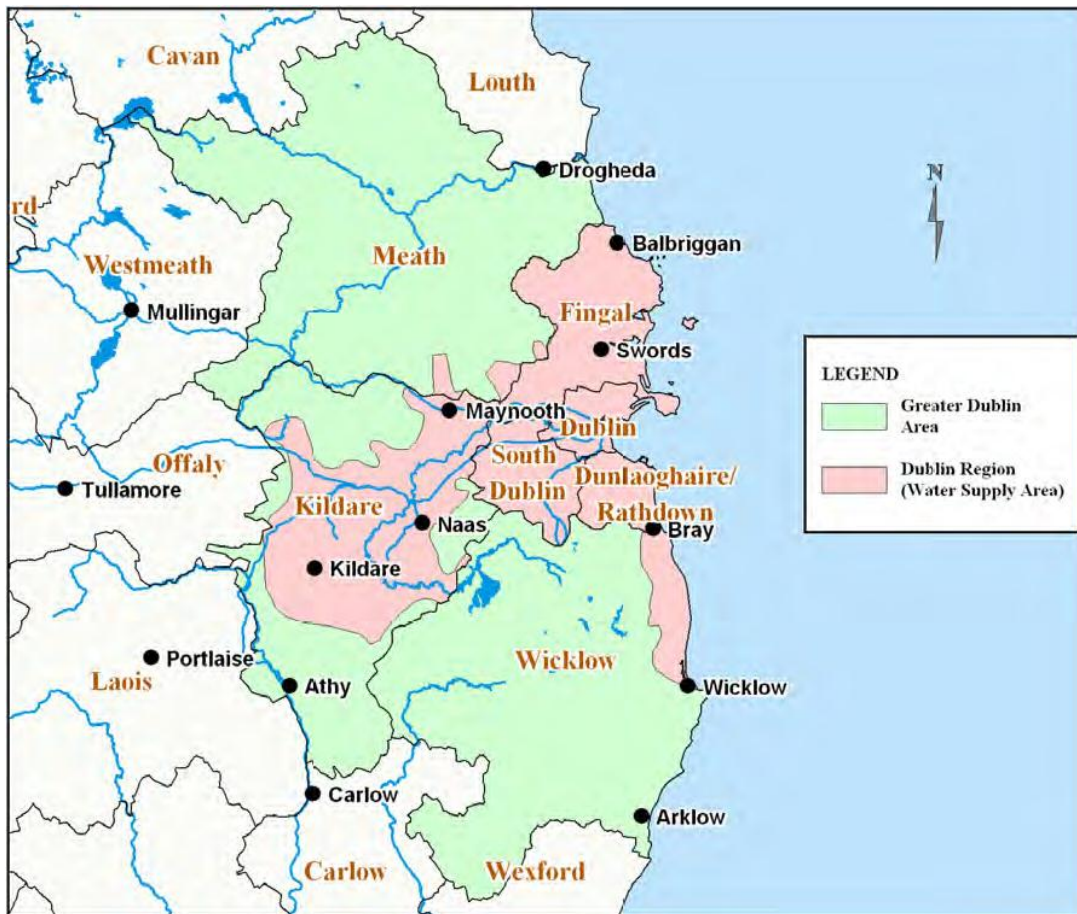 Cavan
Louth
Drogheda
N
rd
Balbriggan
Westmeath
Meath
Mullingar
Fingal
Swords
LEGEND
Greater Dublin
Area
Dublin Region
(Water Supply Area)
Maynooth
Dublin
South
Dublin
Dunlaoghaire/
Rathdown
Offaly
Tullamore
Kildare
Naas
Bray
Kildare
Portlaise
Laois
Wicklow
Athy
Wicklow
Carlow
Arklow
Carlow
Wexford